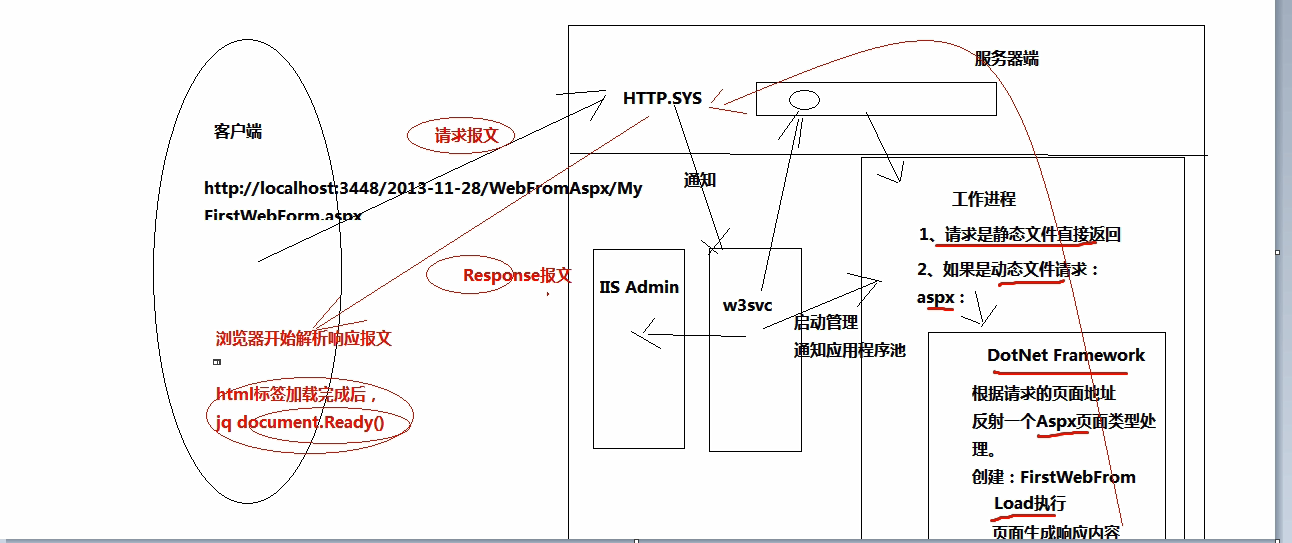 客户端
http://localhost:3448/2013-11-28/WebFromAspx/My
FirstWebForm.aspx
请求报文
Response报文
浏览器开始解析响应报文
html标签加载完成后，
jq document.Ready()
服务器端
HTTP.SYS
通知
IIS Admin
w3svc
启动管理
通知应用程序池
工作进程
1、请求是静态文件直接返回
2、如果是动态文件请求：
aspx：
DotNet Framework
根据请求的页面地址
反射一个Aspx页面类型处
理。
创建：FirstWebFrom
Load执行
页面生成响应内容